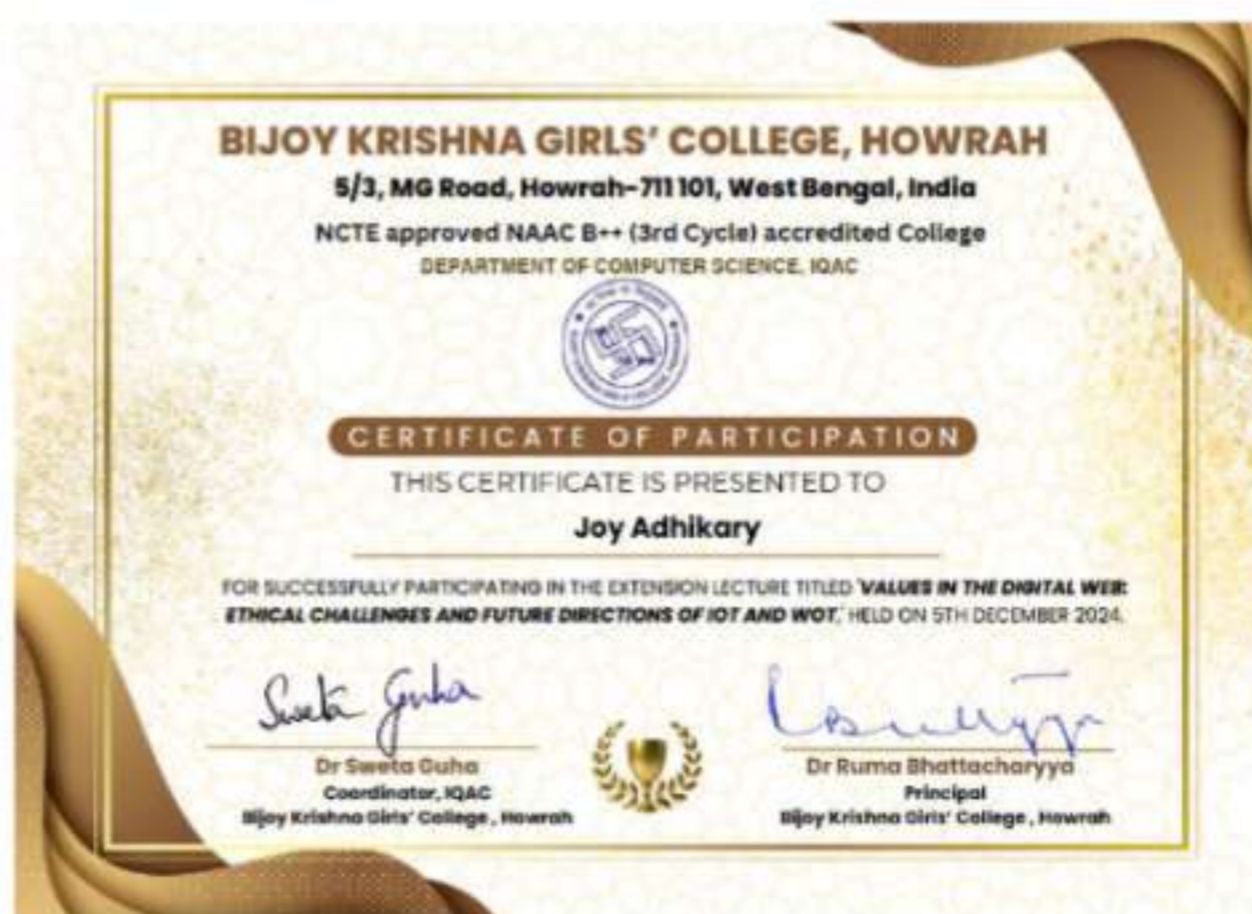 BIJOY KRISHNA GIRLS' COLLEGE, HOWRAH
5/3, MG Road, Howrah-711 101, West Bengal, India
NCTE approved NAAC B++ (3rd Cycle) accredited College
DEPARTMENT OF COMPUTER SCIENCE, IQAC
CERTIFICATE OF PARTICIPATION
THIS CERTIFICATE IS PRESENTED TO
Joy Adhikary
FOR SUCCESSFULLY PARTICIPATING IN THE EXTENSION LECTURE TITLED 'VALUES IN THE DIGITAL WEB:
ETHICAL CHALLENGES AND FUTURE DIRECTIONS OF IOT AND WOT,' HELD ON 5TH DECEMBER 2024.
Sweta Guha
Dr Sweta Guha
Coordinator, IQAC
Bijoy Krishna Girls' College, Howrah
Dr Ruma Bhattacharyya
Principal
Bijoy Krishna Girls' College, Howrah